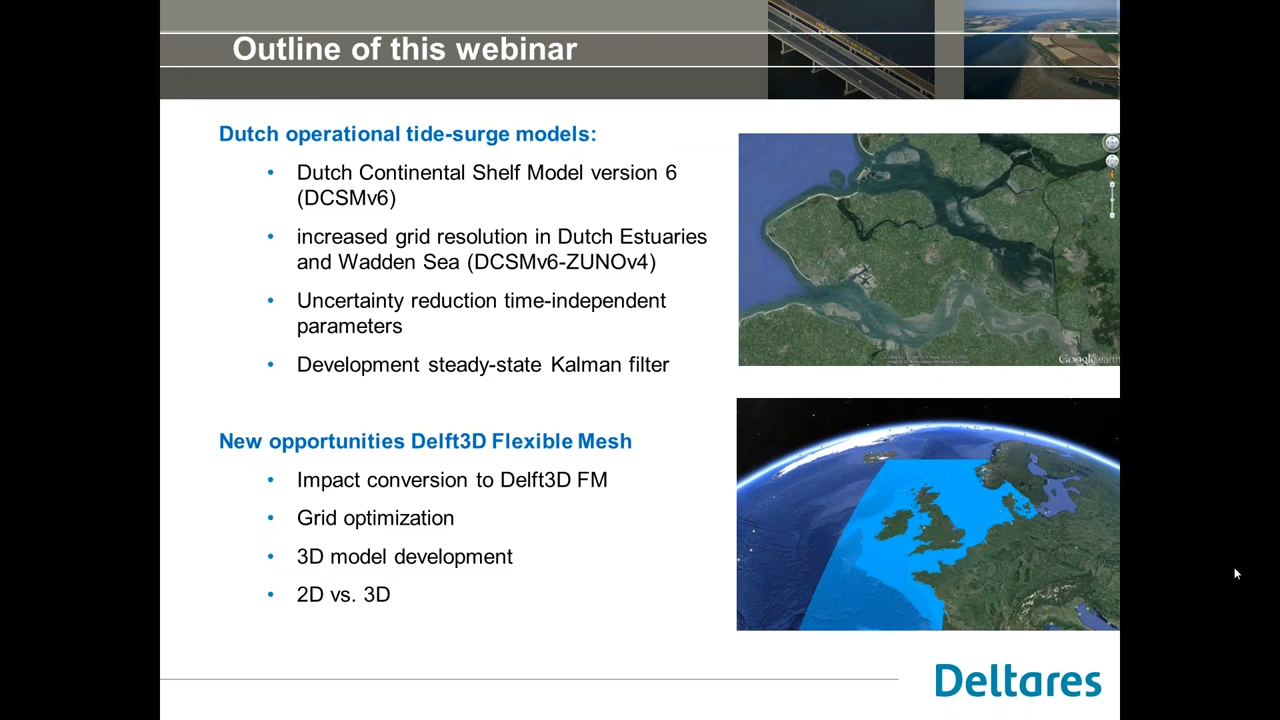 Outline of this webinar
Dutch operational tide-surge models:
• Dutch Continental Shelf Model version 6
(DCSMv6)
• increased grid resolution in Dutch Estuaries
and Wadden Sea (DCSMv6-ZUNOv4)
• Uncertainty reduction time-independent
parameters
• Development steady-state Kalman filter
Google earth
New opportunities Delft3D Flexible Mesh
• Impact conversion to Delft3D FM
• Grid optimization
• 3D model development
• 2D vs. 3D
Deltares